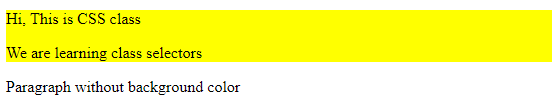 Hi, This is CSS class
We are learning class selectors
Paragraph without background color